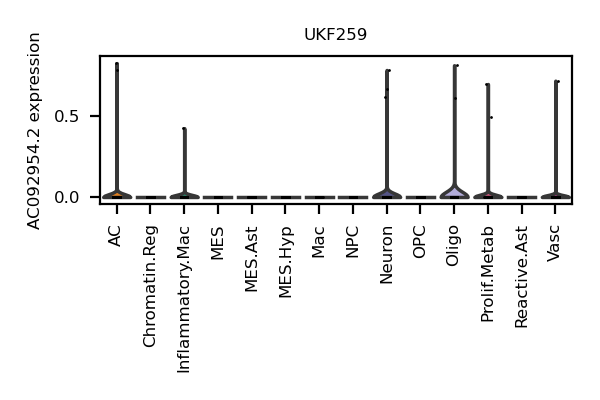 UKF259
AC092954.2 expression
0.5
0.0
AC
Chromatin.Reg
Inflammatory.Mac
MES
MES.Ast
MES.Hyp
Mac
NPC
Neuron
OPC
Oligo
Prolif.Metab
Reactive.Ast
Vasc